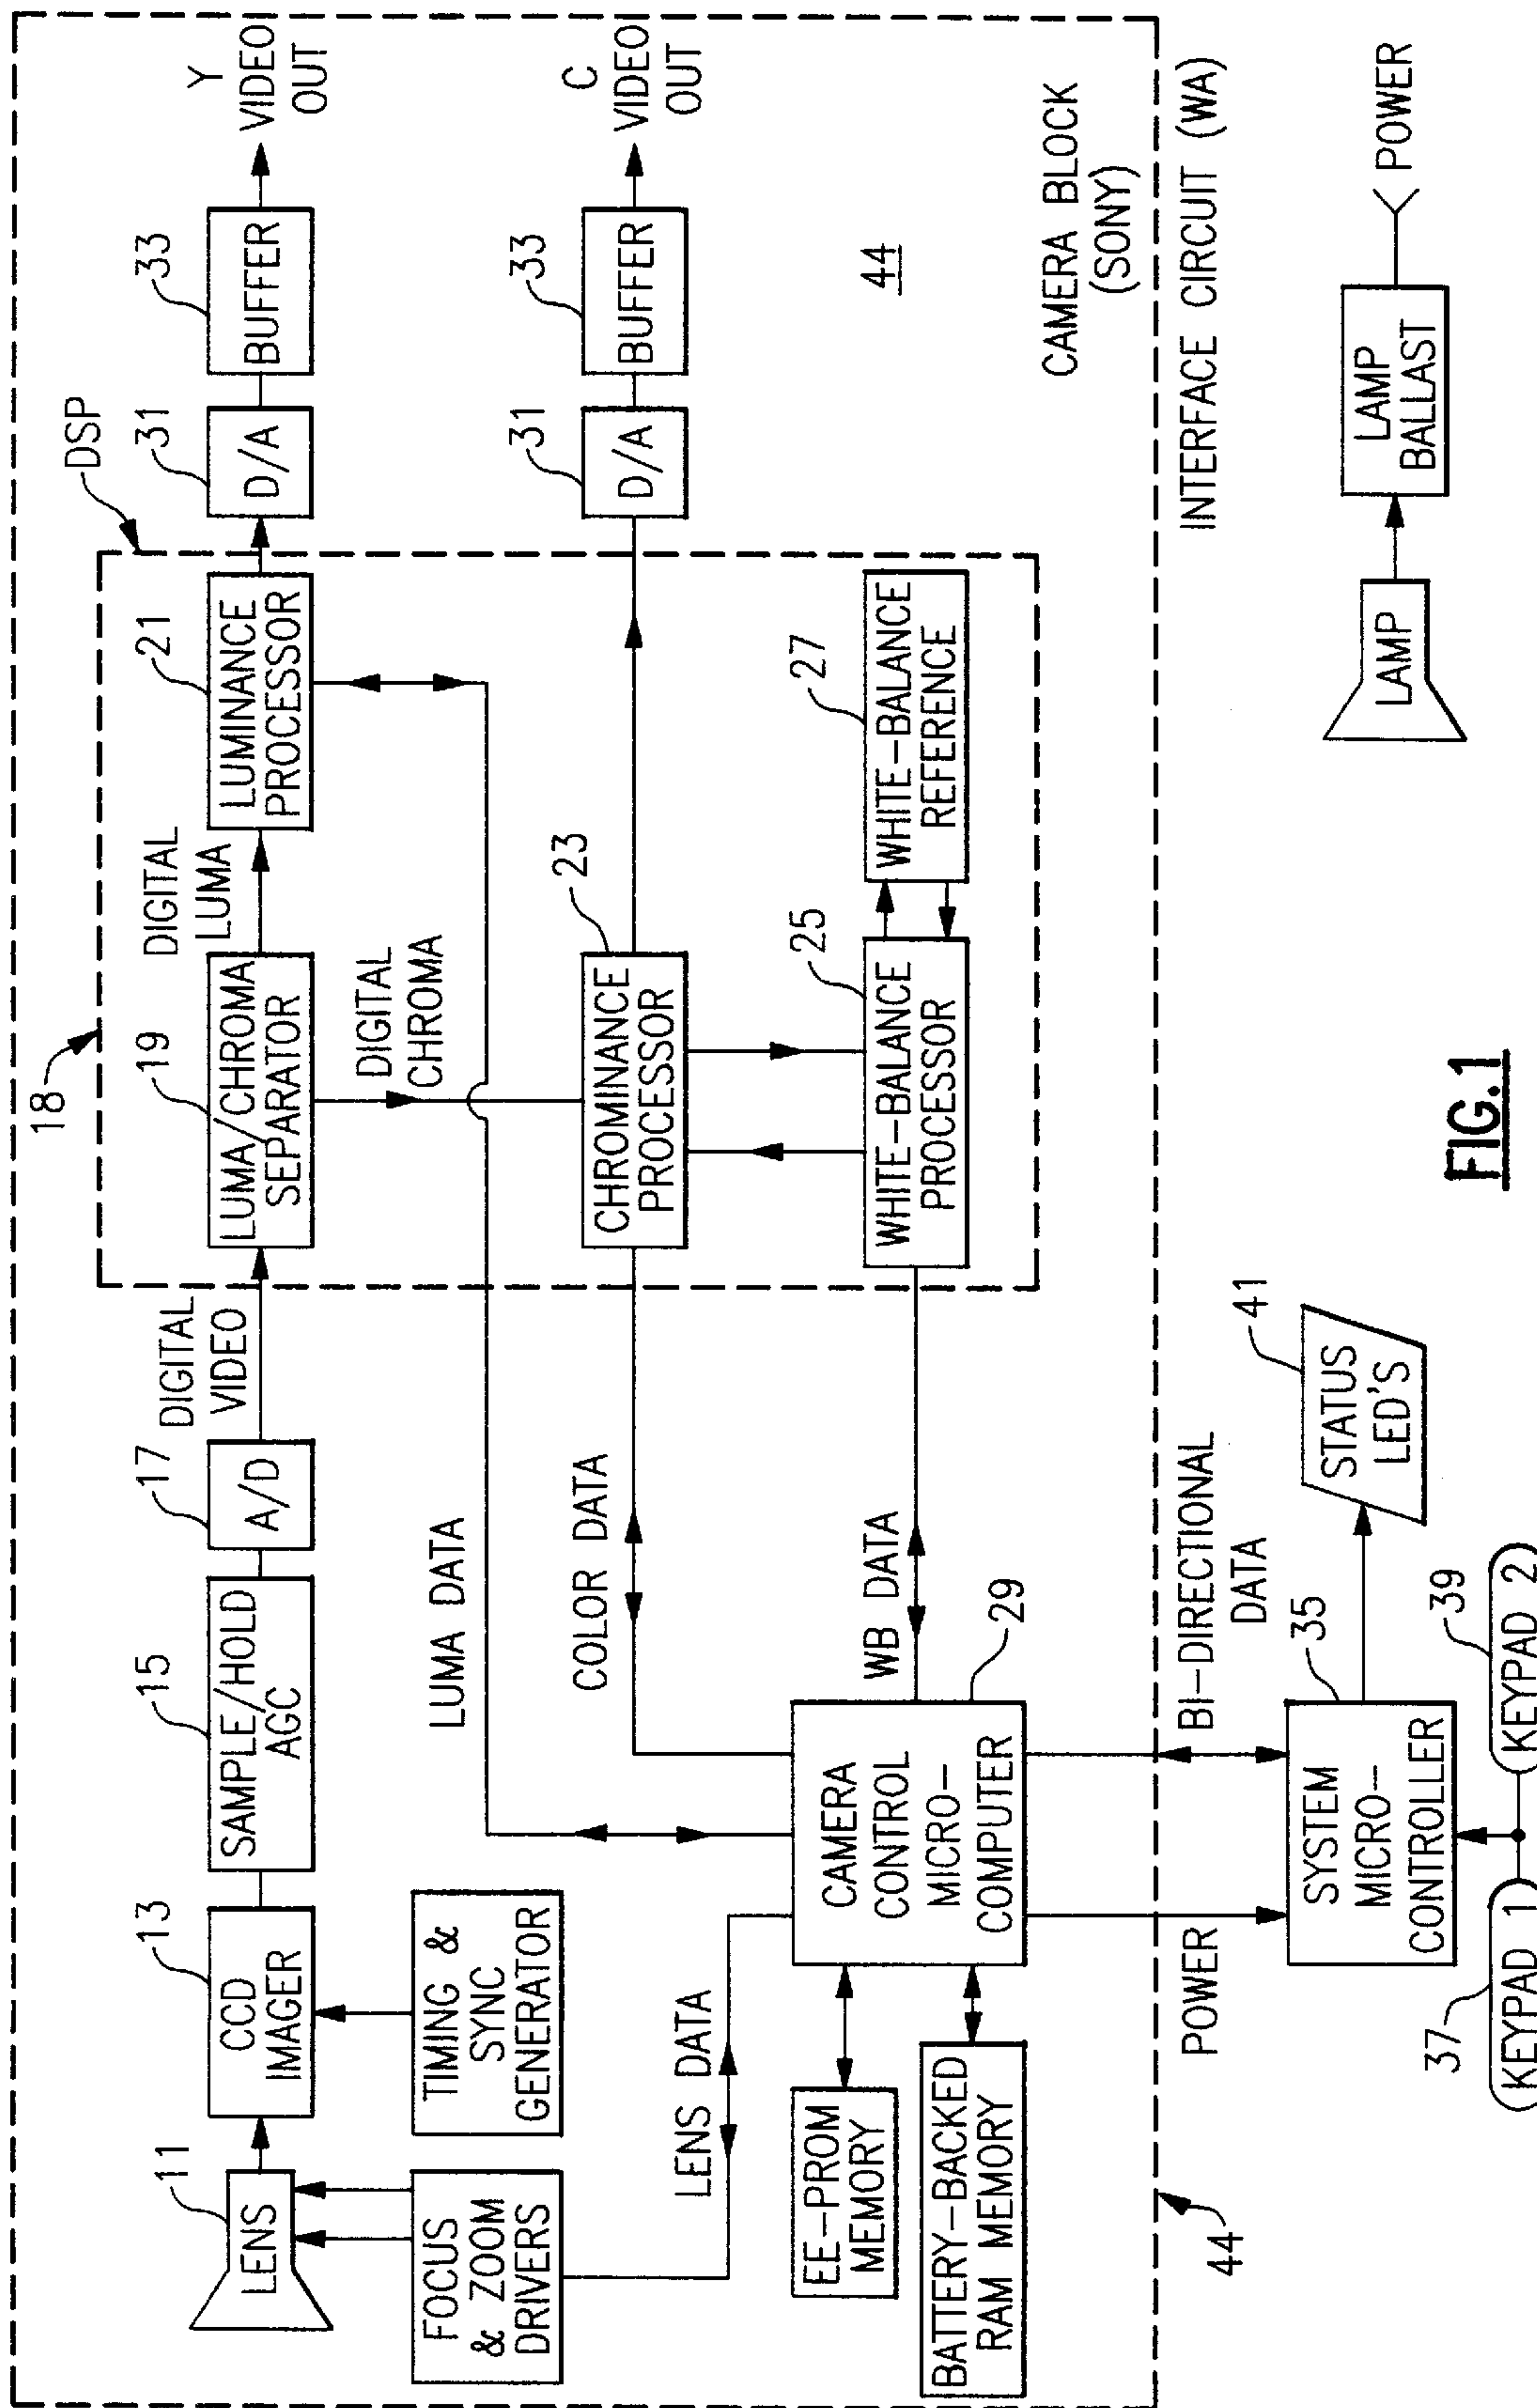 18
DSP
11
LENS
13
CCD
IMAGER
15
SAMPLE/HOLD
AGC
17
A/D
DIGITAL
VIDEO
19
LUMA/CHROMA
SEPARATOR
DIGITAL
LUMA
21
LUMINANCE
PROCESSOR
31
D/A
33
BUFFER
Y
VIDEO
OUT
FOCUS
& ZOOM
DRIVERS
TIMING &
SYNC
GENERATOR
LUMA DATA
DIGITAL
CHROMA
COLOR DATA
23
CHROMINANCE
PROCESSOR
31
D/A
33
BUFFER
C
VIDEO
OUT
LENS DATA
EE-PROM
MEMORY
BATTERY-BACKED
RAM MEMORY
CAMERA
CONTROL
MICRO-
COMPUTER
29
WB DATA
25
WHITE-BALANCE
PROCESSOR
27
WHITE-BALANCE
REFERENCE
44
CAMERA BLOCK
(SONY)
44
POWER
BI-DIRECTIONAL
DATA
INTERFACE CIRCUIT (WA)
35
SYSTEM
MICRO-
CONTROLLER
41
STATUS
LED'S
37
KEYPAD 1
39
KEYPAD 2
LAMP
LAMP
BALLAST
POWER
FIG.1